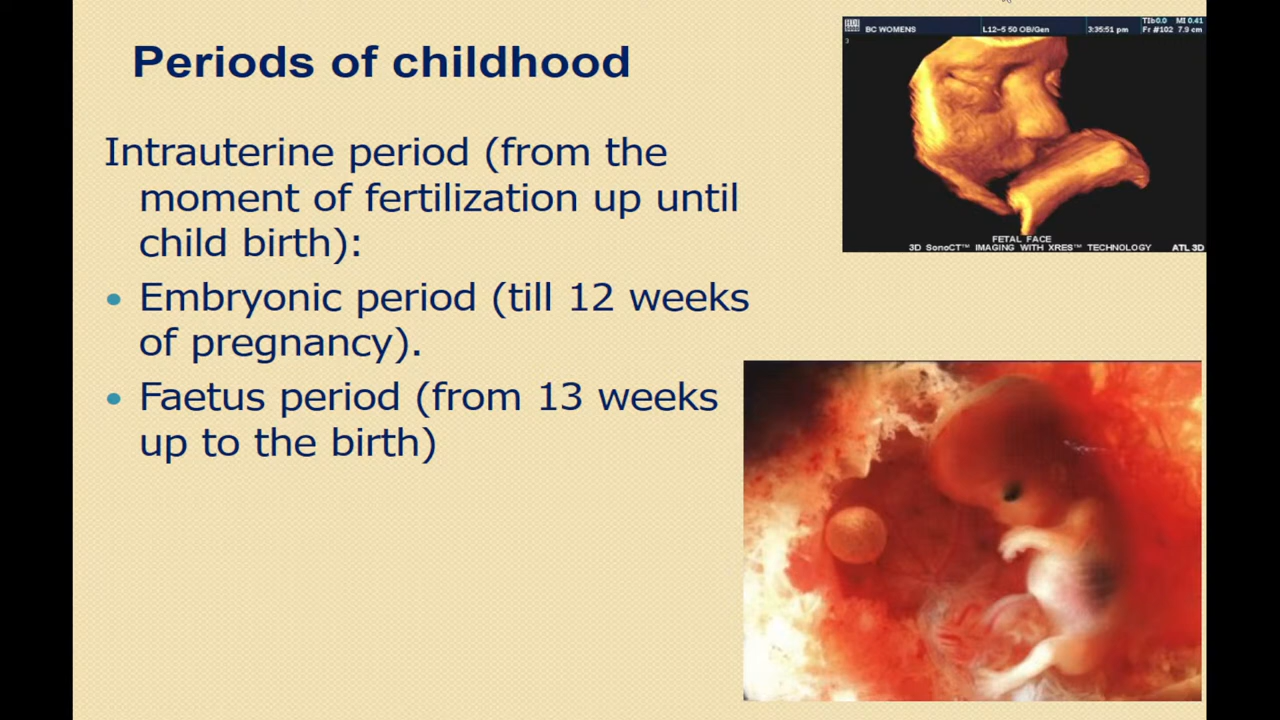 Periods of childhood
Intrauterine period (from the
moment of fertilization up until
child birth):
• Embryonic period (till 12 weeks
of pregnancy).
• Faetus period (from 13 weeks
up to the birth)
BC WOMENS L12-5 50 OB/Gen 3:35:51 pm Fr #102 7.9 cm
TIb0.0 MI 0.41
3
FETAL FACE
3D SonoCT™ IMAGING WITH XRES™ TECHNOLOGY ATL 3D